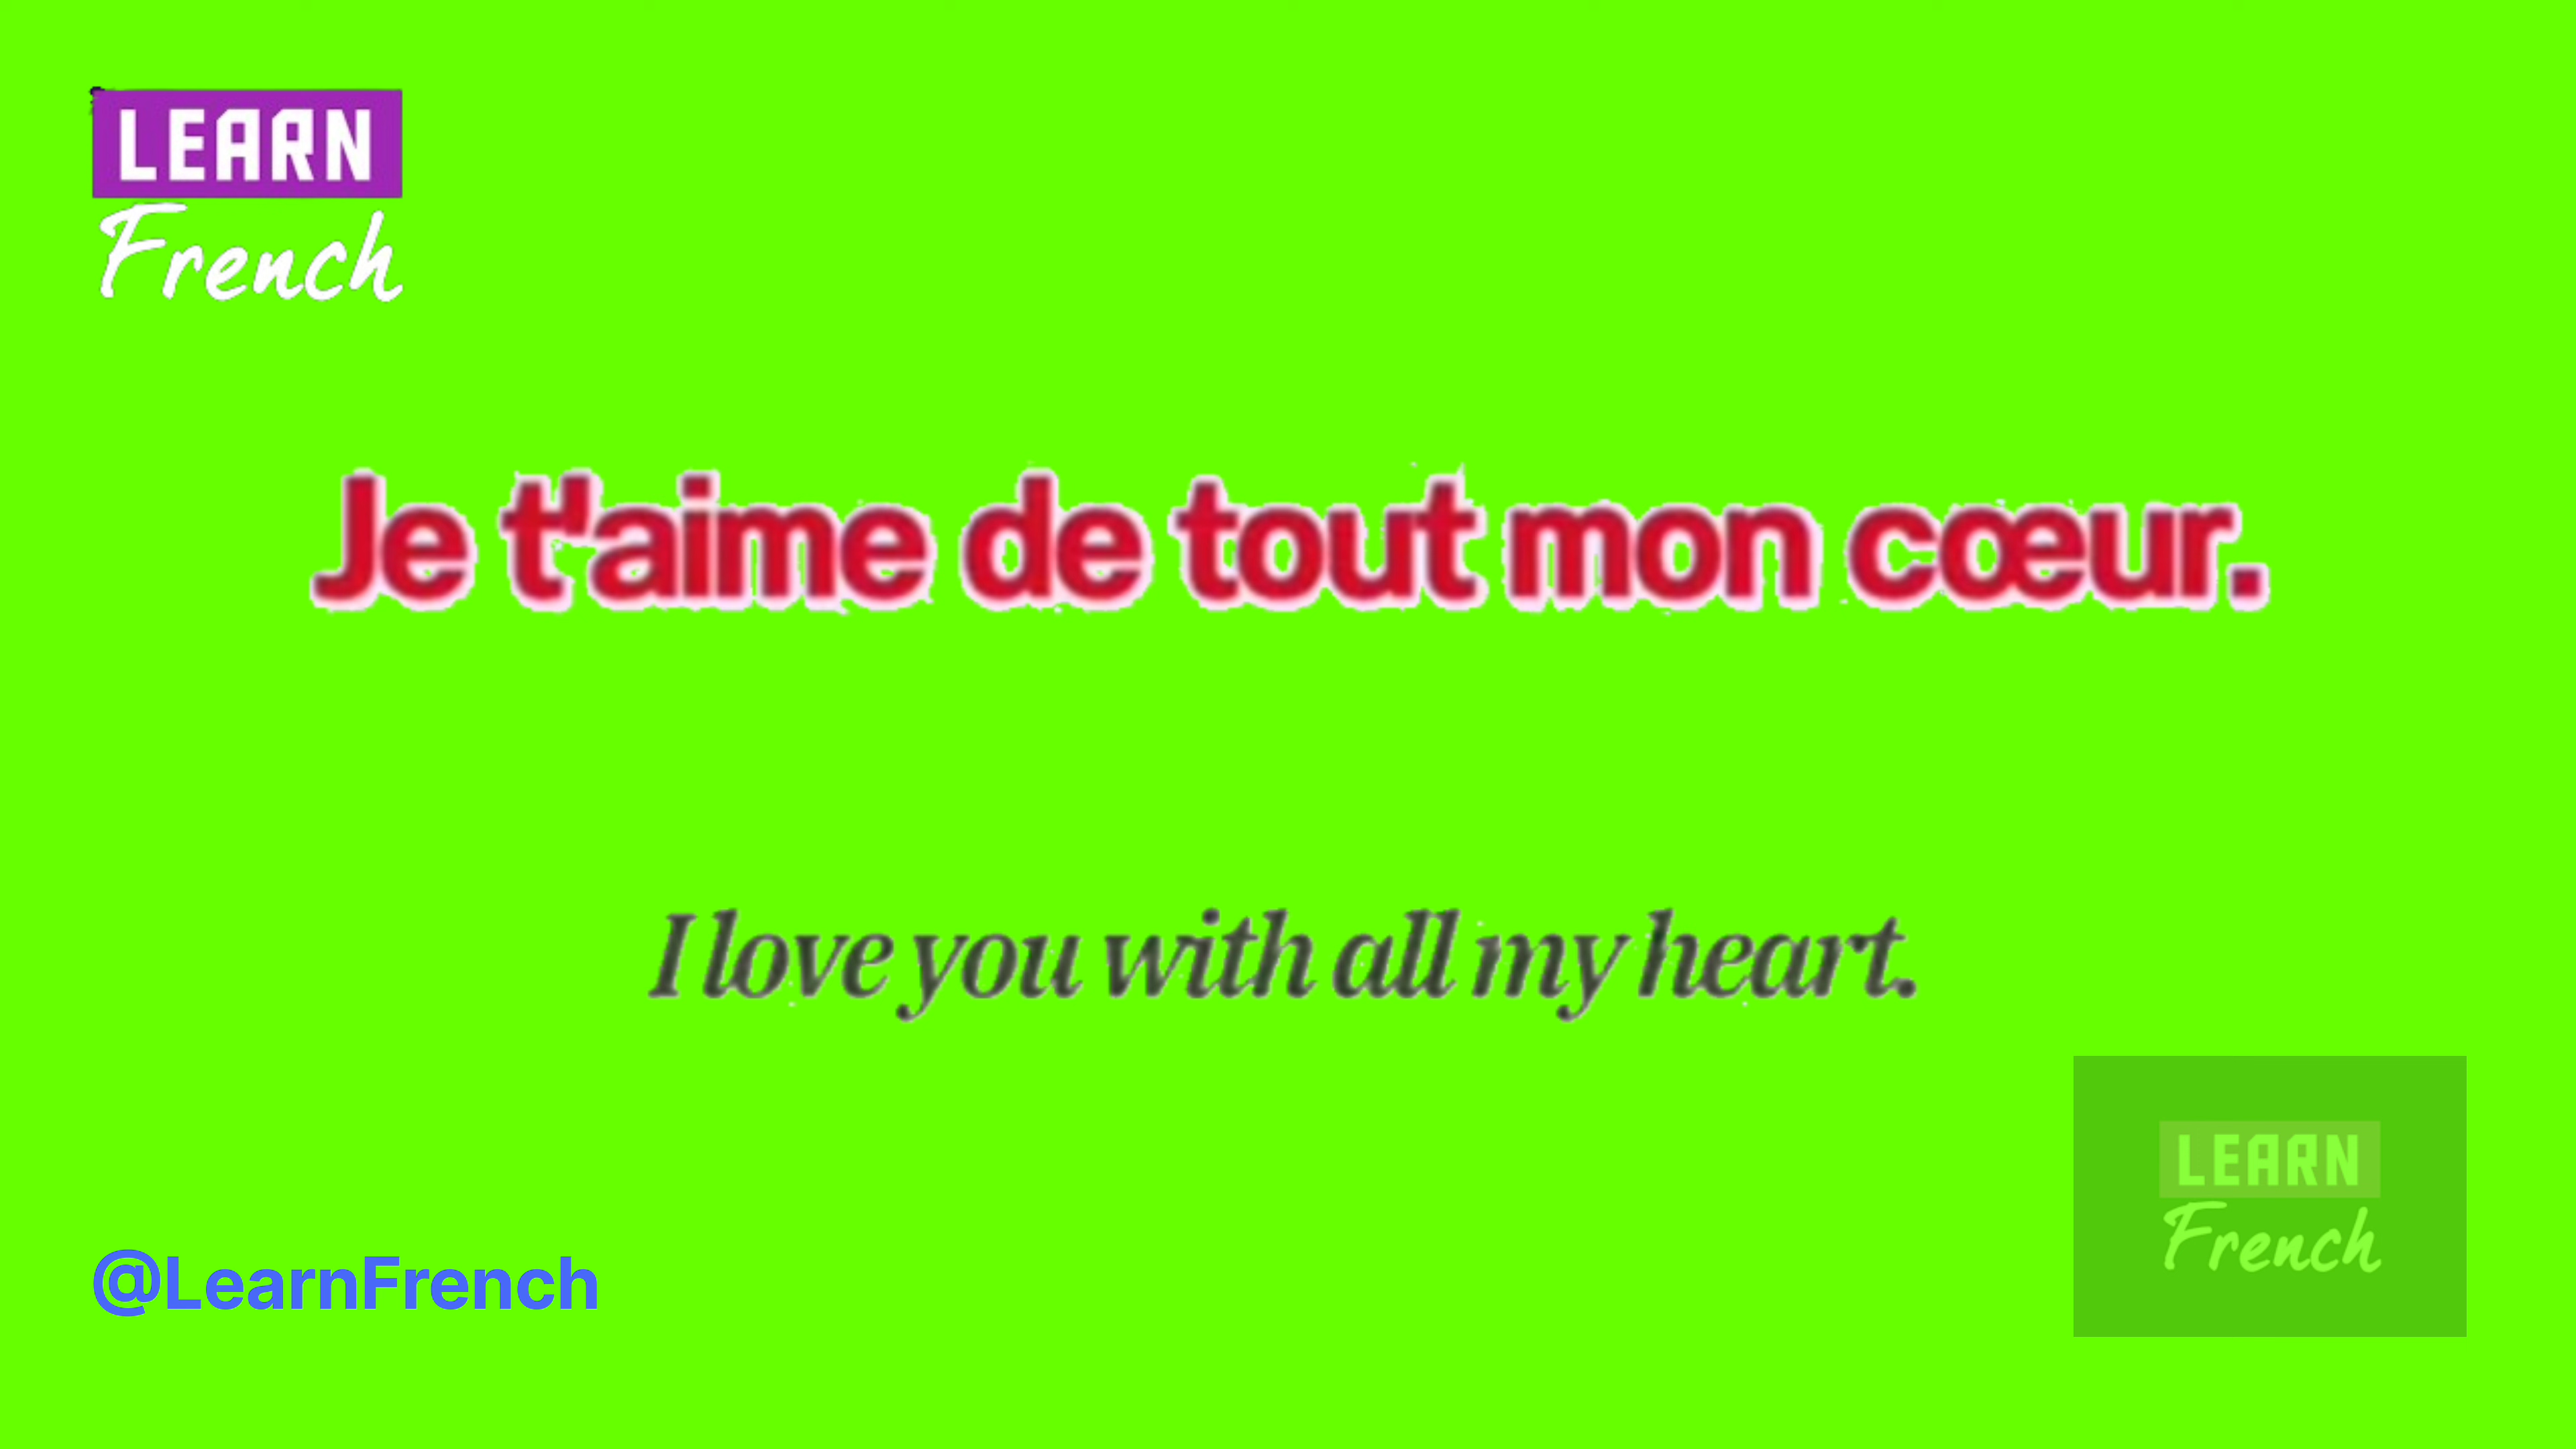 LEARN
French
Je t'aime de tout mon cœur.
I love you with all my heart.
LEARN
French
@LearnFrench